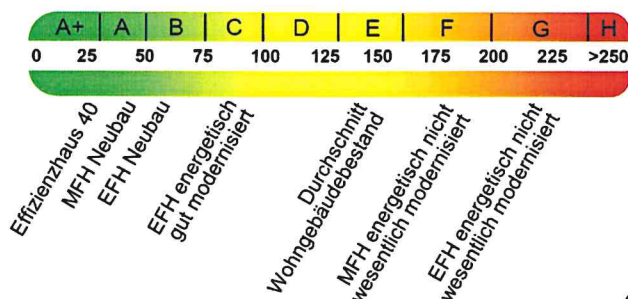 A+ A B C D E F G H
0 25 50 75 100 125 150 175 200 225 >250
Effizienzhaus 40
MFH Neubau
EFH Neubau
EFH energetisch
gut modernisiert
Durchschnitt
Wohngebäudebestand
MFH energetisch nicht
wesentlich modernisiert
EFH energetisch nicht
wesentlich modernisiert